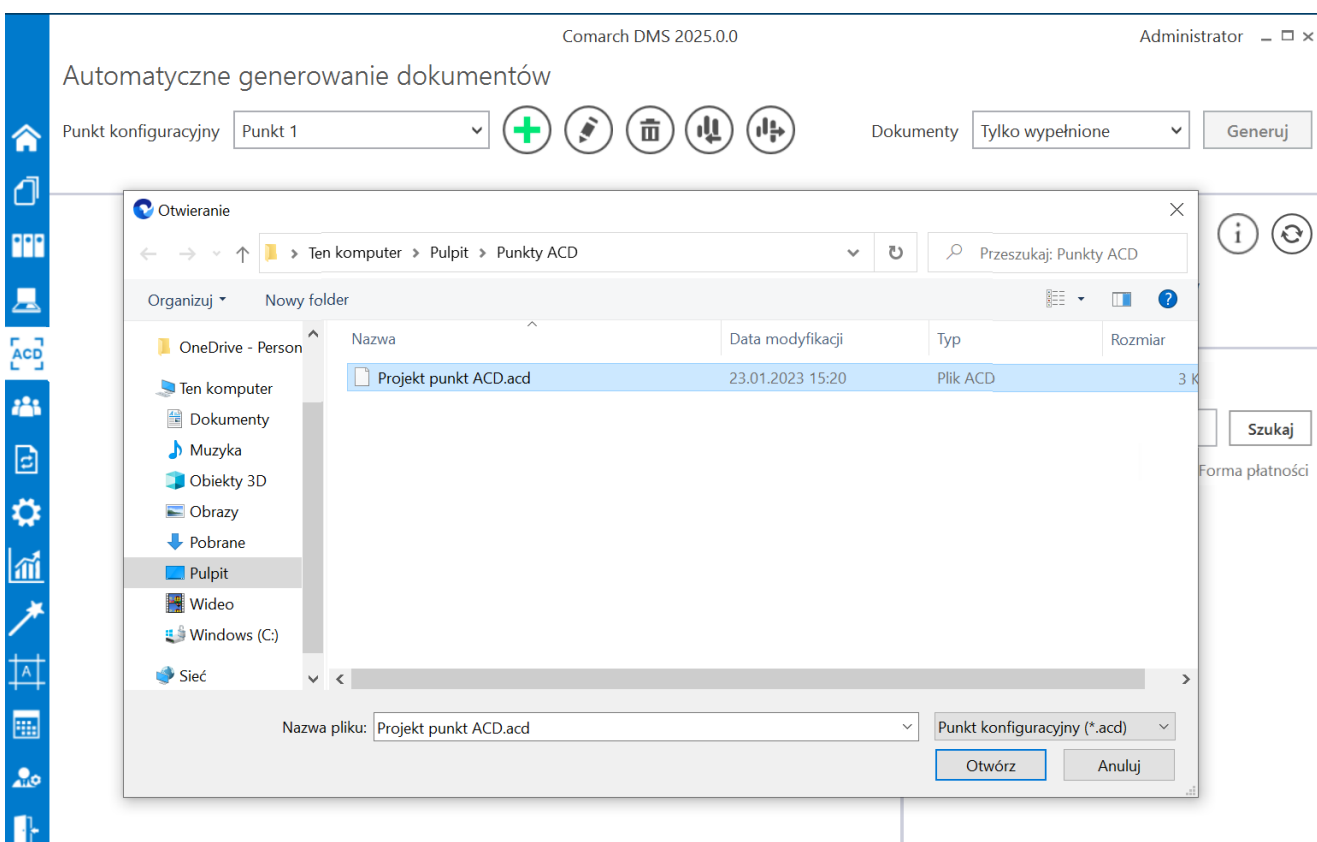 Comarch DMS 2025.0.0
Administrator
Automatyczne generowanie dokumentów
Punkt konfiguracyjny Punkt 1 Dokumenty Tylko wypełnione Generuj
Otwieranie
Ten komputer > Pulpit > Punkty ACD Przeszukaj: Punkty ACD
Organizuj Nowy folder
Nazwa Data modyfikacji Typ Rozmiar
Projekt punkt ACD.acd 23.01.2023 15:20 Plik ACD 3 K
OneDrive - Person
Ten komputer
Dokumenty
Muzyka
Obiekty 3D
Obrazy
Pobrane
Pulpit
Wideo
Windows (C:)
Sieć
Nazwa pliku: Projekt punkt ACD.acd Punkt konfiguracyjny (*.acd)
Otwórz Anuluj
Szukaj
Forma płatności
ACD
A
i
?